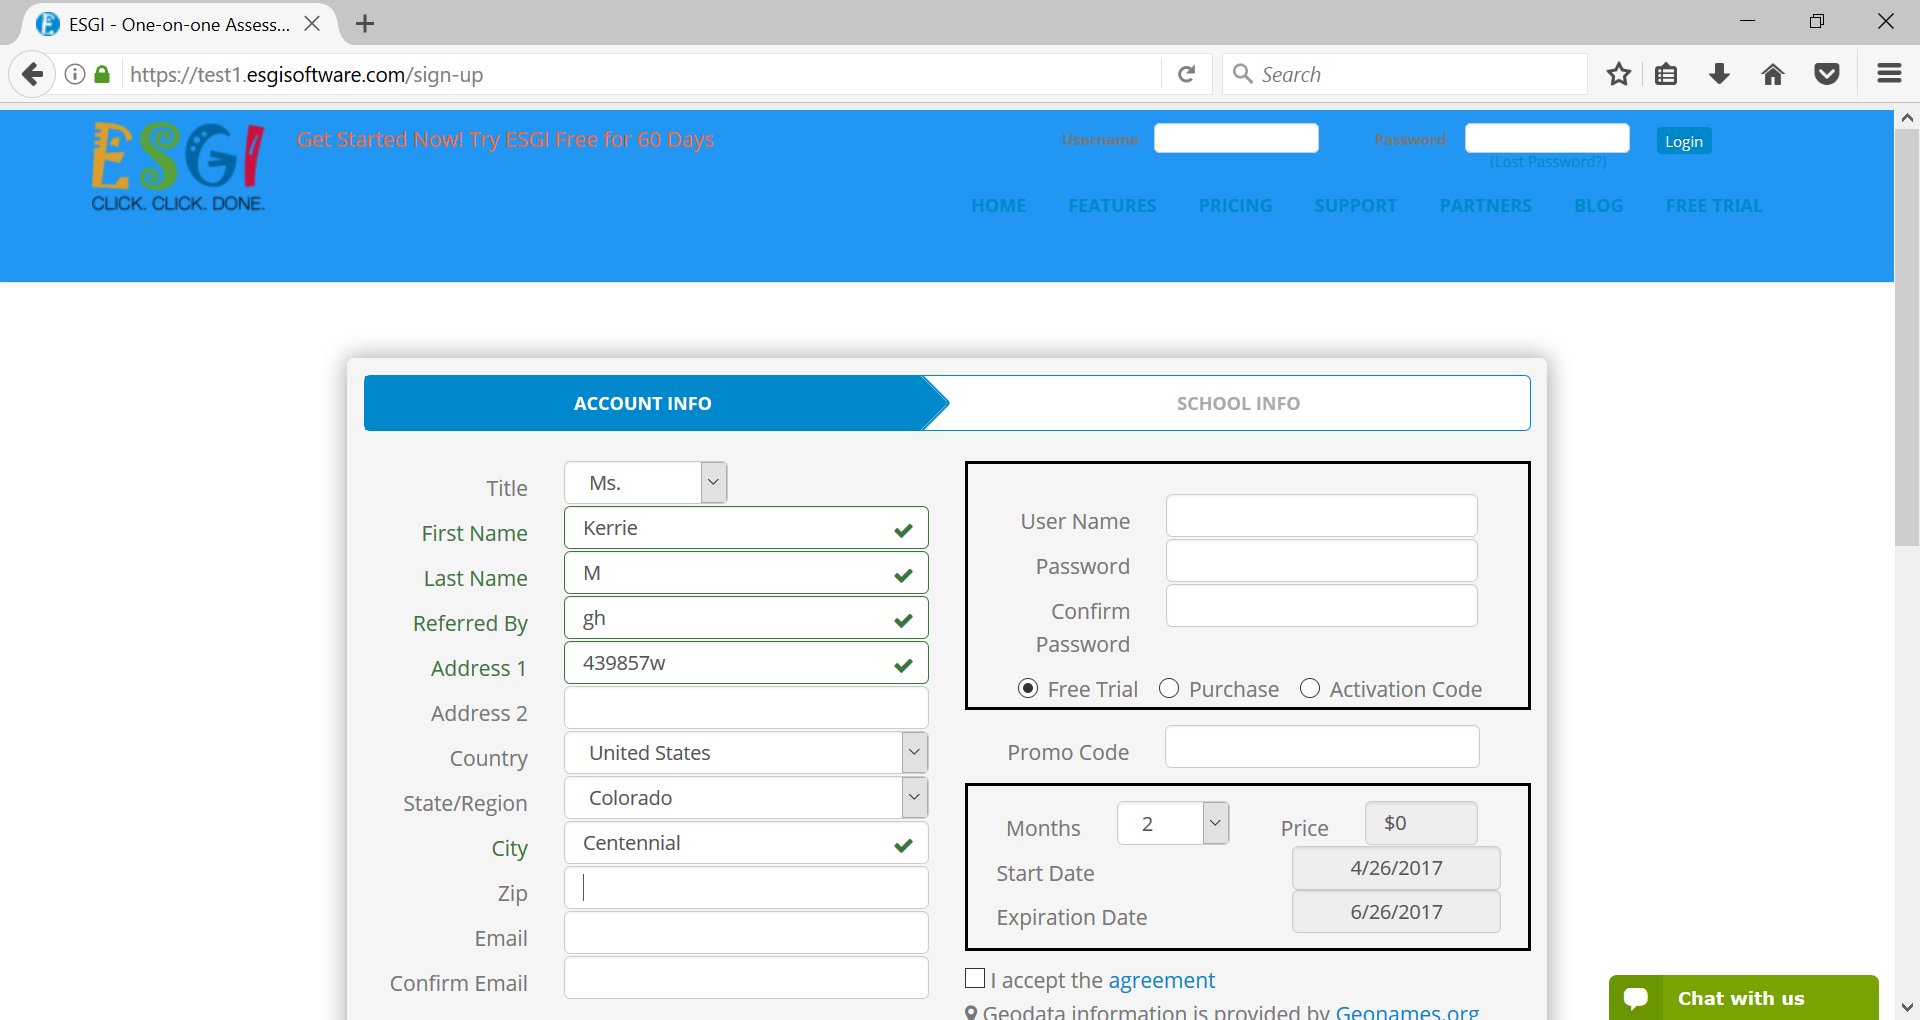 ESGI - One-on-one Assess...
https://test1.esgisoftware.com/sign-up
Search
ESGI
CLICK. CLICK. DONE.
Get Started Now! Try ESGI Free for 60 Days
Username
Password
Login
(Lost Password?)
HOME FEATURES PRICING SUPPORT PARTNERS BLOG FREE TRIAL
ACCOUNT INFO
SCHOOL INFO
Title Ms.
First Name Kerrie
Last Name M
Referred By gh
Address 1 439857w
Address 2
Country United States
State/Region Colorado
City Centennial
Zip
Email
Confirm Email
User Name
Password
Confirm
Password
Free Trial Purchase Activation Code
Promo Code
Months 2 Price $0
Start Date 4/26/2017
Expiration Date 6/26/2017
I accept the agreement
Geodata information is provided by Geonames.org
Chat with us